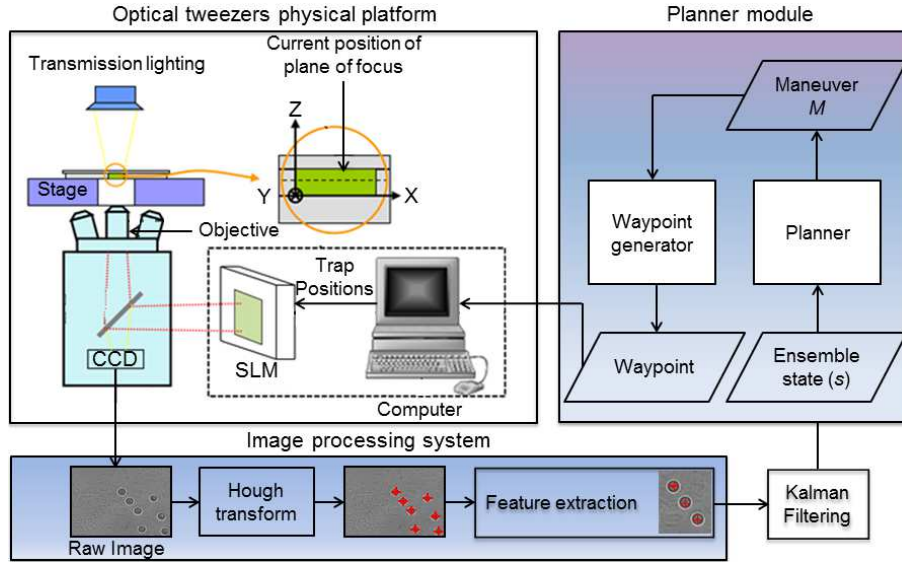 Optical tweezers physical platform
Planner module
Current position of
plane of focus
Transmission lighting
Z
Y
X
Stage
Objective
Trap
Positions
CCD
SLM
Computer
Maneuver
M
Waypoint
generator
Planner
Waypoint
Ensemble
state (s)
Image processing system
Raw Image
Hough
transform
Feature extraction
Kalman
Filtering